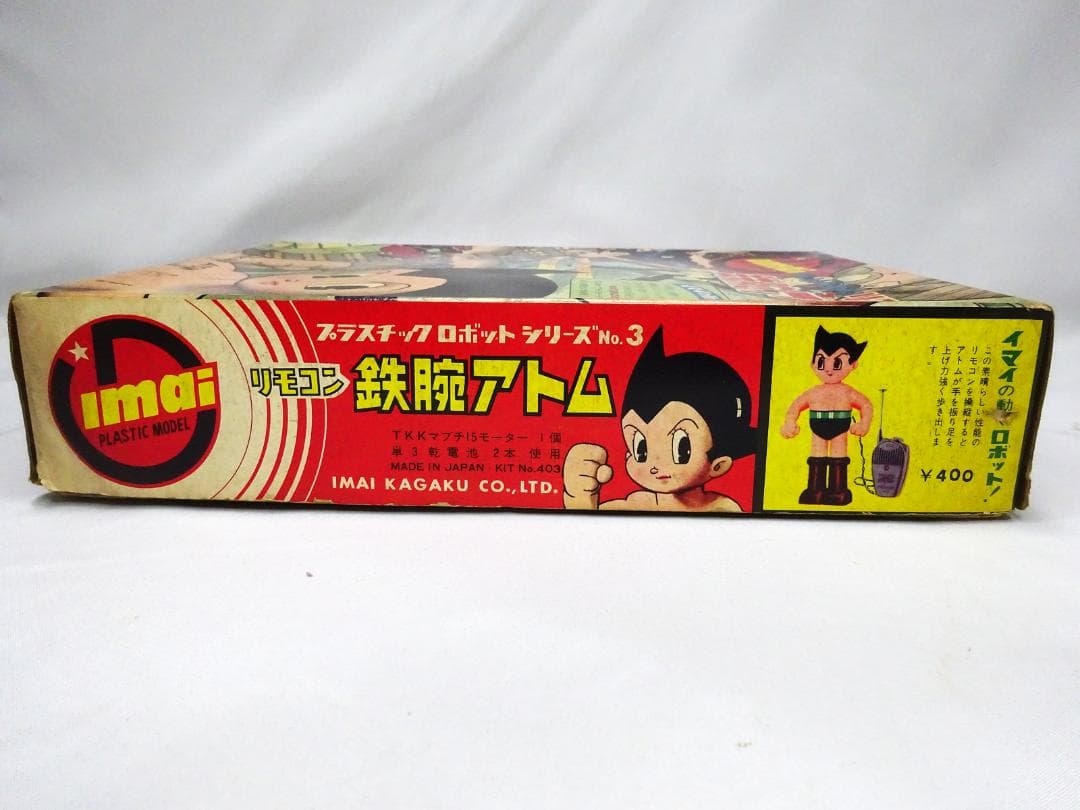 imai
PLASTIC MODEL
プラスチックロボットシリーズNo.3
リモコン 鉄腕アトム
TKKマブチ15モーター 1個
単3乾電池 2本 使用
MADE IN JAPAN・KIT No.403
IMAI KAGAKU CO., LTD.
イマイの動くロボット!
この素晴らしい性能の
リモコンを操縦すると
アトムが手を振り足を
上げ力強く歩き出しま
す。
¥400